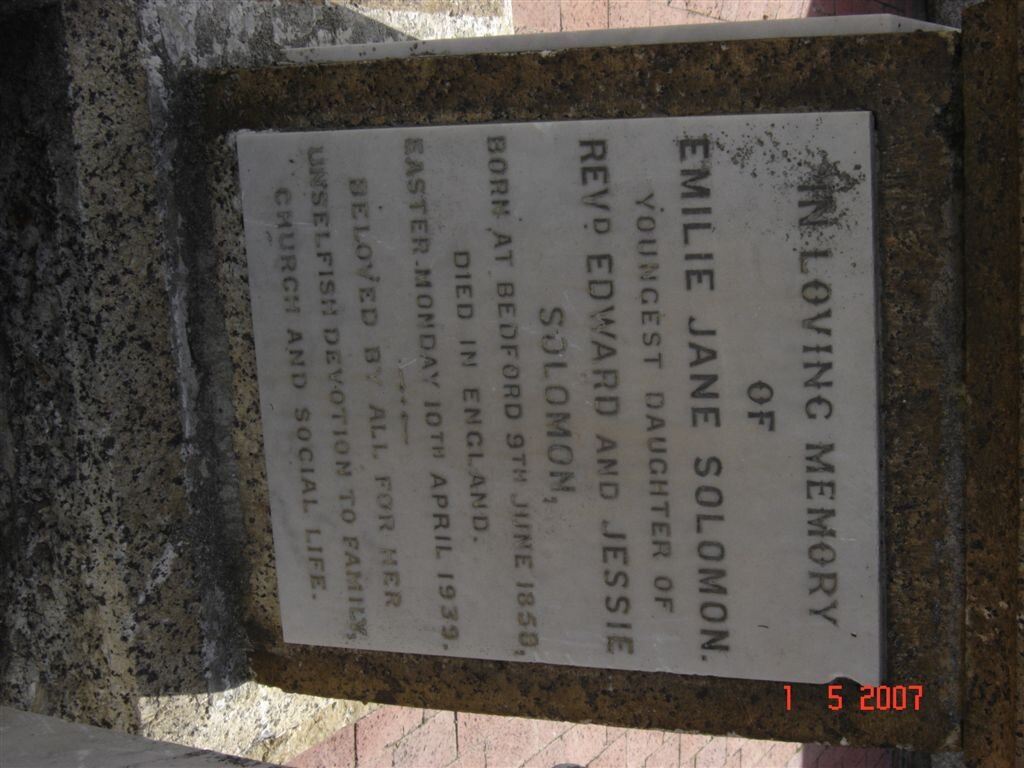 IN LOVING MEMORY
OF
EMILIE JANE SOLOMON.
YOUNGEST DAUGHTER OF
REVD EDWARD AND JESSIE
SOLOMON,
BORN AT BEDFORD 9TH JUNE 1858,
DIED IN ENGLAND.
EASTER MONDAY 10TH APRIL 1939.
BELOVED BY ALL FOR HER
UNSELFISH DEVOTION TO FAMILY,
CHURCH AND SOCIAL LIFE.
1 5 2007